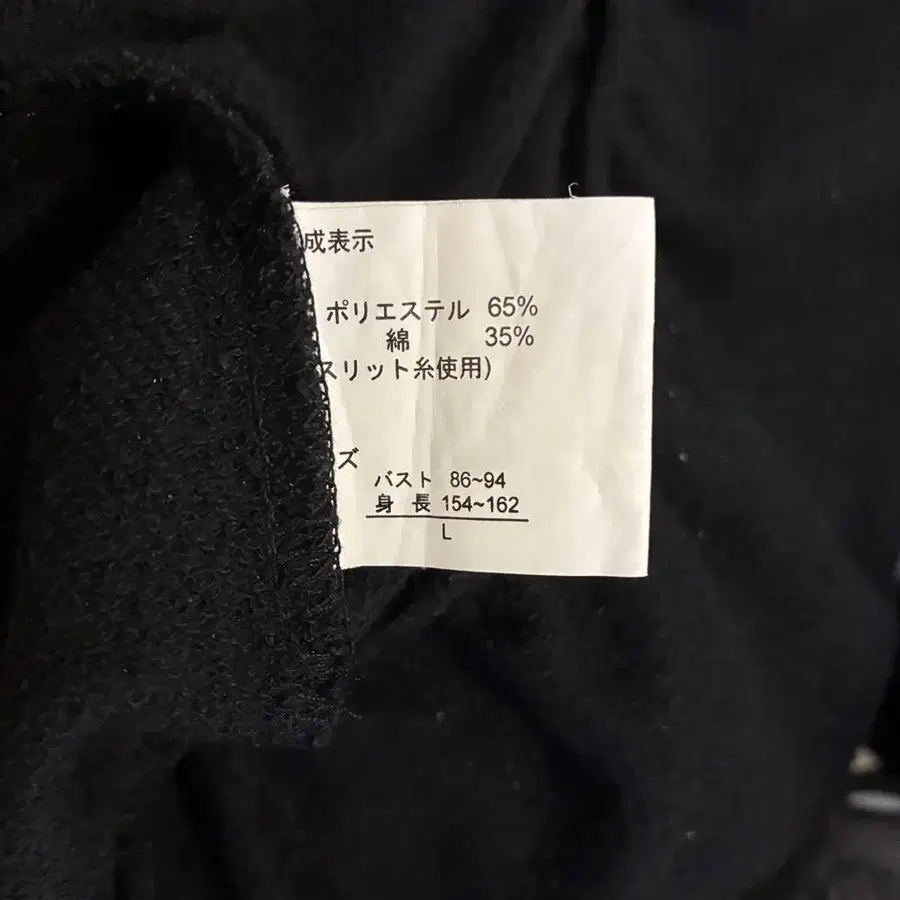 成表示
ポリエステル 65%
綿 35%
スリット糸使用)
ズ
バスト 86~94
身 長 154~162
L